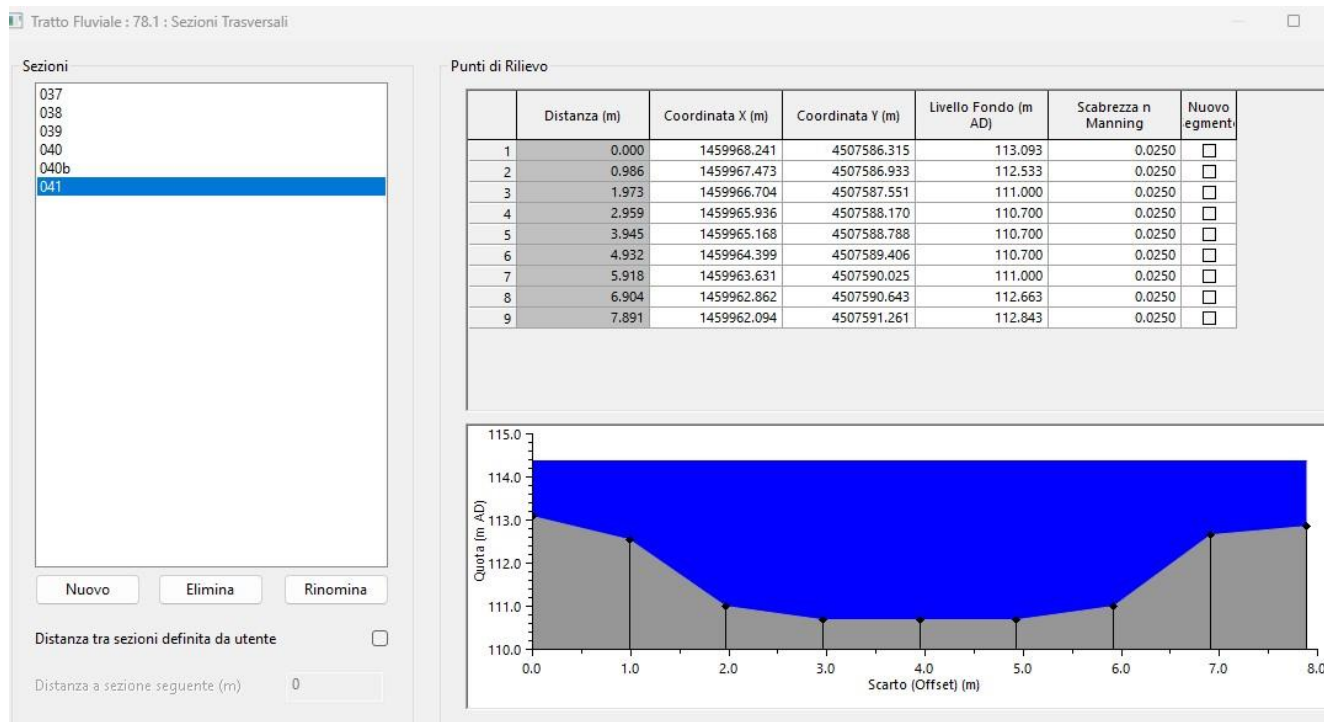 Tratto Fluviale : 78.1 : Sezioni Trasversali
Sezioni
037
038
039
040
040b
041
Nuovo Elimina Rinomina
Distanza tra sezioni definita da utente
Distanza a sezione seguente (m) 0
Punti di Rilievo
Distanza (m) Coordinata X (m) Coordinata Y (m) Livello Fondo (m AD) Scabrezza n Manning Nuovo egment
1 0.000 1459968.241 4507586.315 113.093 0.0250
2 0.986 1459967.473 4507586.933 112.533 0.0250
3 1.973 1459966.704 4507587.551 111.000 0.0250
4 2.959 1459965.936 4507588.170 110.700 0.0250
5 3.945 1459965.168 4507588.788 110.700 0.0250
6 4.932 1459964.399 4507589.406 110.700 0.0250
7 5.918 1459963.631 4507590.025 111.000 0.0250
8 6.904 1459962.862 4507590.643 112.663 0.0250
9 7.891 1459962.094 4507591.261 112.843 0.0250
Quota (m AD)
115.0
114.0
113.0
112.0
111.0
110.0
0.0 1.0 2.0 3.0 4.0 5.0 6.0 7.0 8.0
Scarto (Offset) (m)